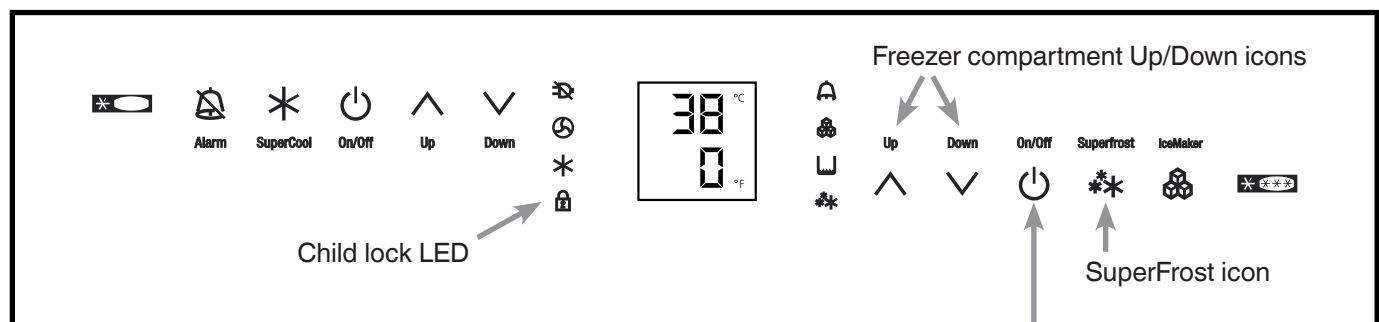 Freezer compartment Up/Down icons
Alarm SuperCool On/Off Up Down
38 °C
0 °F
Up Down On/Off Superfrost IceMaker
Child lock LED
SuperFrost icon